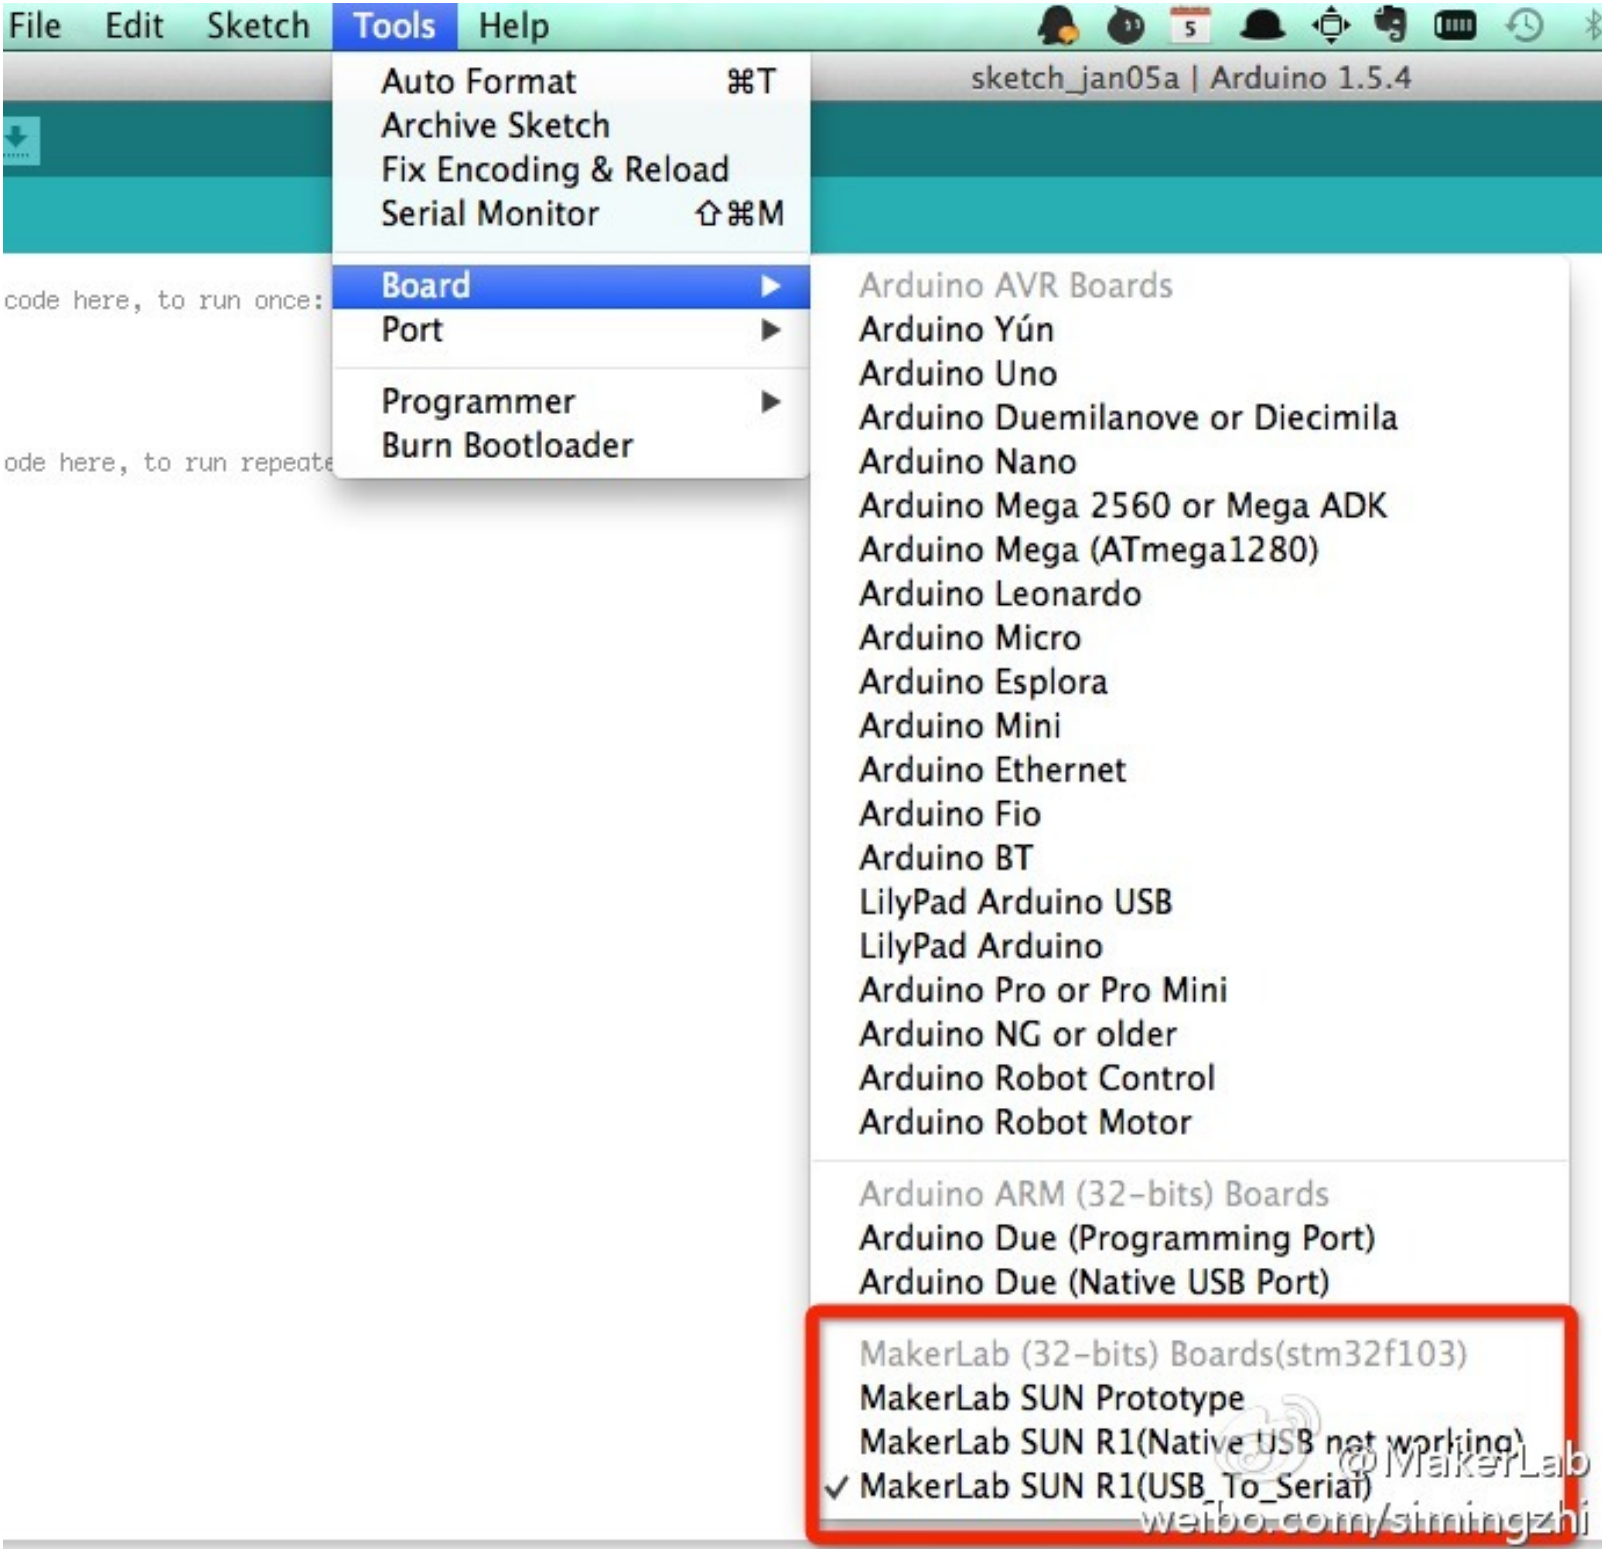 File Edit Sketch Tools Help 5
sketch_jan05a | Arduino 1.5.4
Auto Format ⌘T
Archive Sketch
Fix Encoding & Reload
Serial Monitor ⇧⌘M
Board ▶
Port ▶
Programmer ▶
Burn Bootloader
code here, to run once:
ode here, to run repeate
Arduino AVR Boards
Arduino Yún
Arduino Uno
Arduino Duemilanove or Diecimila
Arduino Nano
Arduino Mega 2560 or Mega ADK
Arduino Mega (ATmega1280)
Arduino Leonardo
Arduino Micro
Arduino Esplora
Arduino Mini
Arduino Ethernet
Arduino Fio
Arduino BT
LilyPad Arduino USB
LilyPad Arduino
Arduino Pro or Pro Mini
Arduino NG or older
Arduino Robot Control
Arduino Robot Motor
Arduino ARM (32-bits) Boards
Arduino Due (Programming Port)
Arduino Due (Native USB Port)
MakerLab (32-bits) Boards(stm32f103)
MakerLab SUN Prototype
MakerLab SUN R1(Native USB not working)
✓ MakerLab SUN R1(USB_To_Serial)
@MakerLab
weibo.com/simingzhi